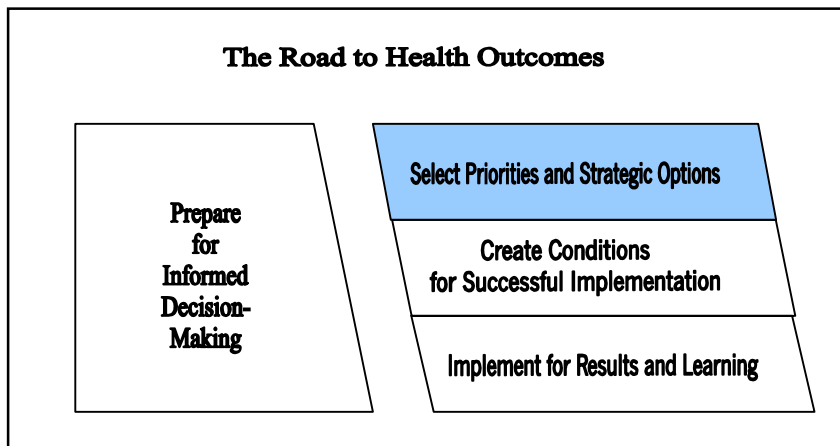 The Road to Health Outcomes
Prepare
for
Informed
Decision-
Making
Select Priorities and Strategic Options
Create Conditions
for Successful Implementation
Implement for Results and Learning